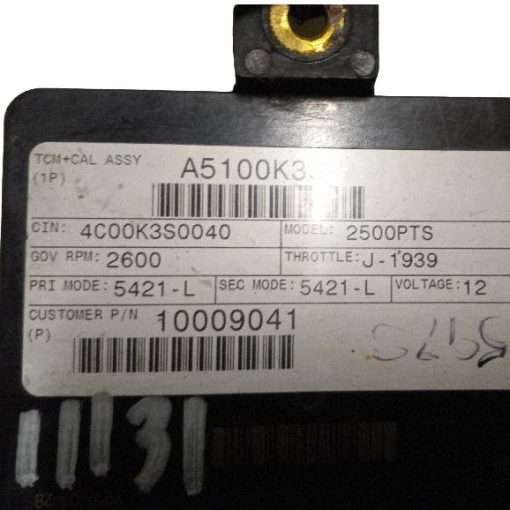 TCM+CAL ASSY A5100K3
(1P)
CIN: 4C00K3S0040 MODEL: 2500PTS
GOV RPM: 2600 THROTTLE: J-1939
PRI MODE: 5421-L SEC MODE: 5421-L VOLTAGE: 12
CUSTOMER P/N 10009041
(P)
11131